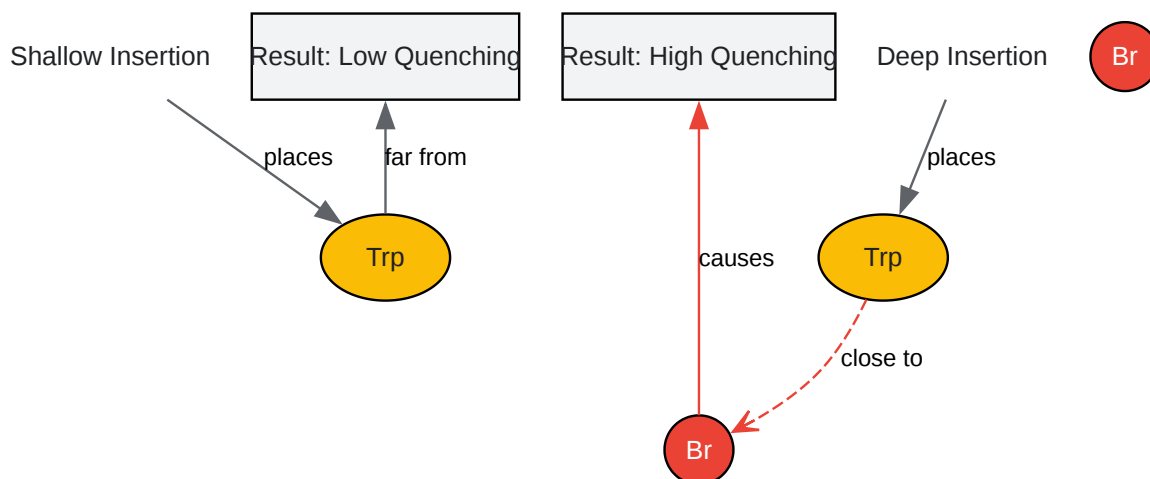 Shallow Insertion
Result: Low Quenching
Result: High Quenching
Deep Insertion
Br
places
far from
places
Trp
causes
Trp
close to
Br